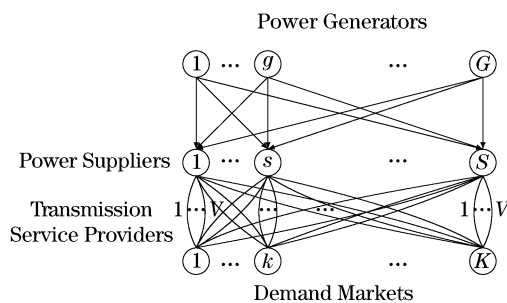 Power Generators
1 ... g ... G
Power Suppliers 1 ... s ... S
Transmission 1 ... V ... ... 1 ... V
Service Providers
1 ... k ... K
Demand Markets